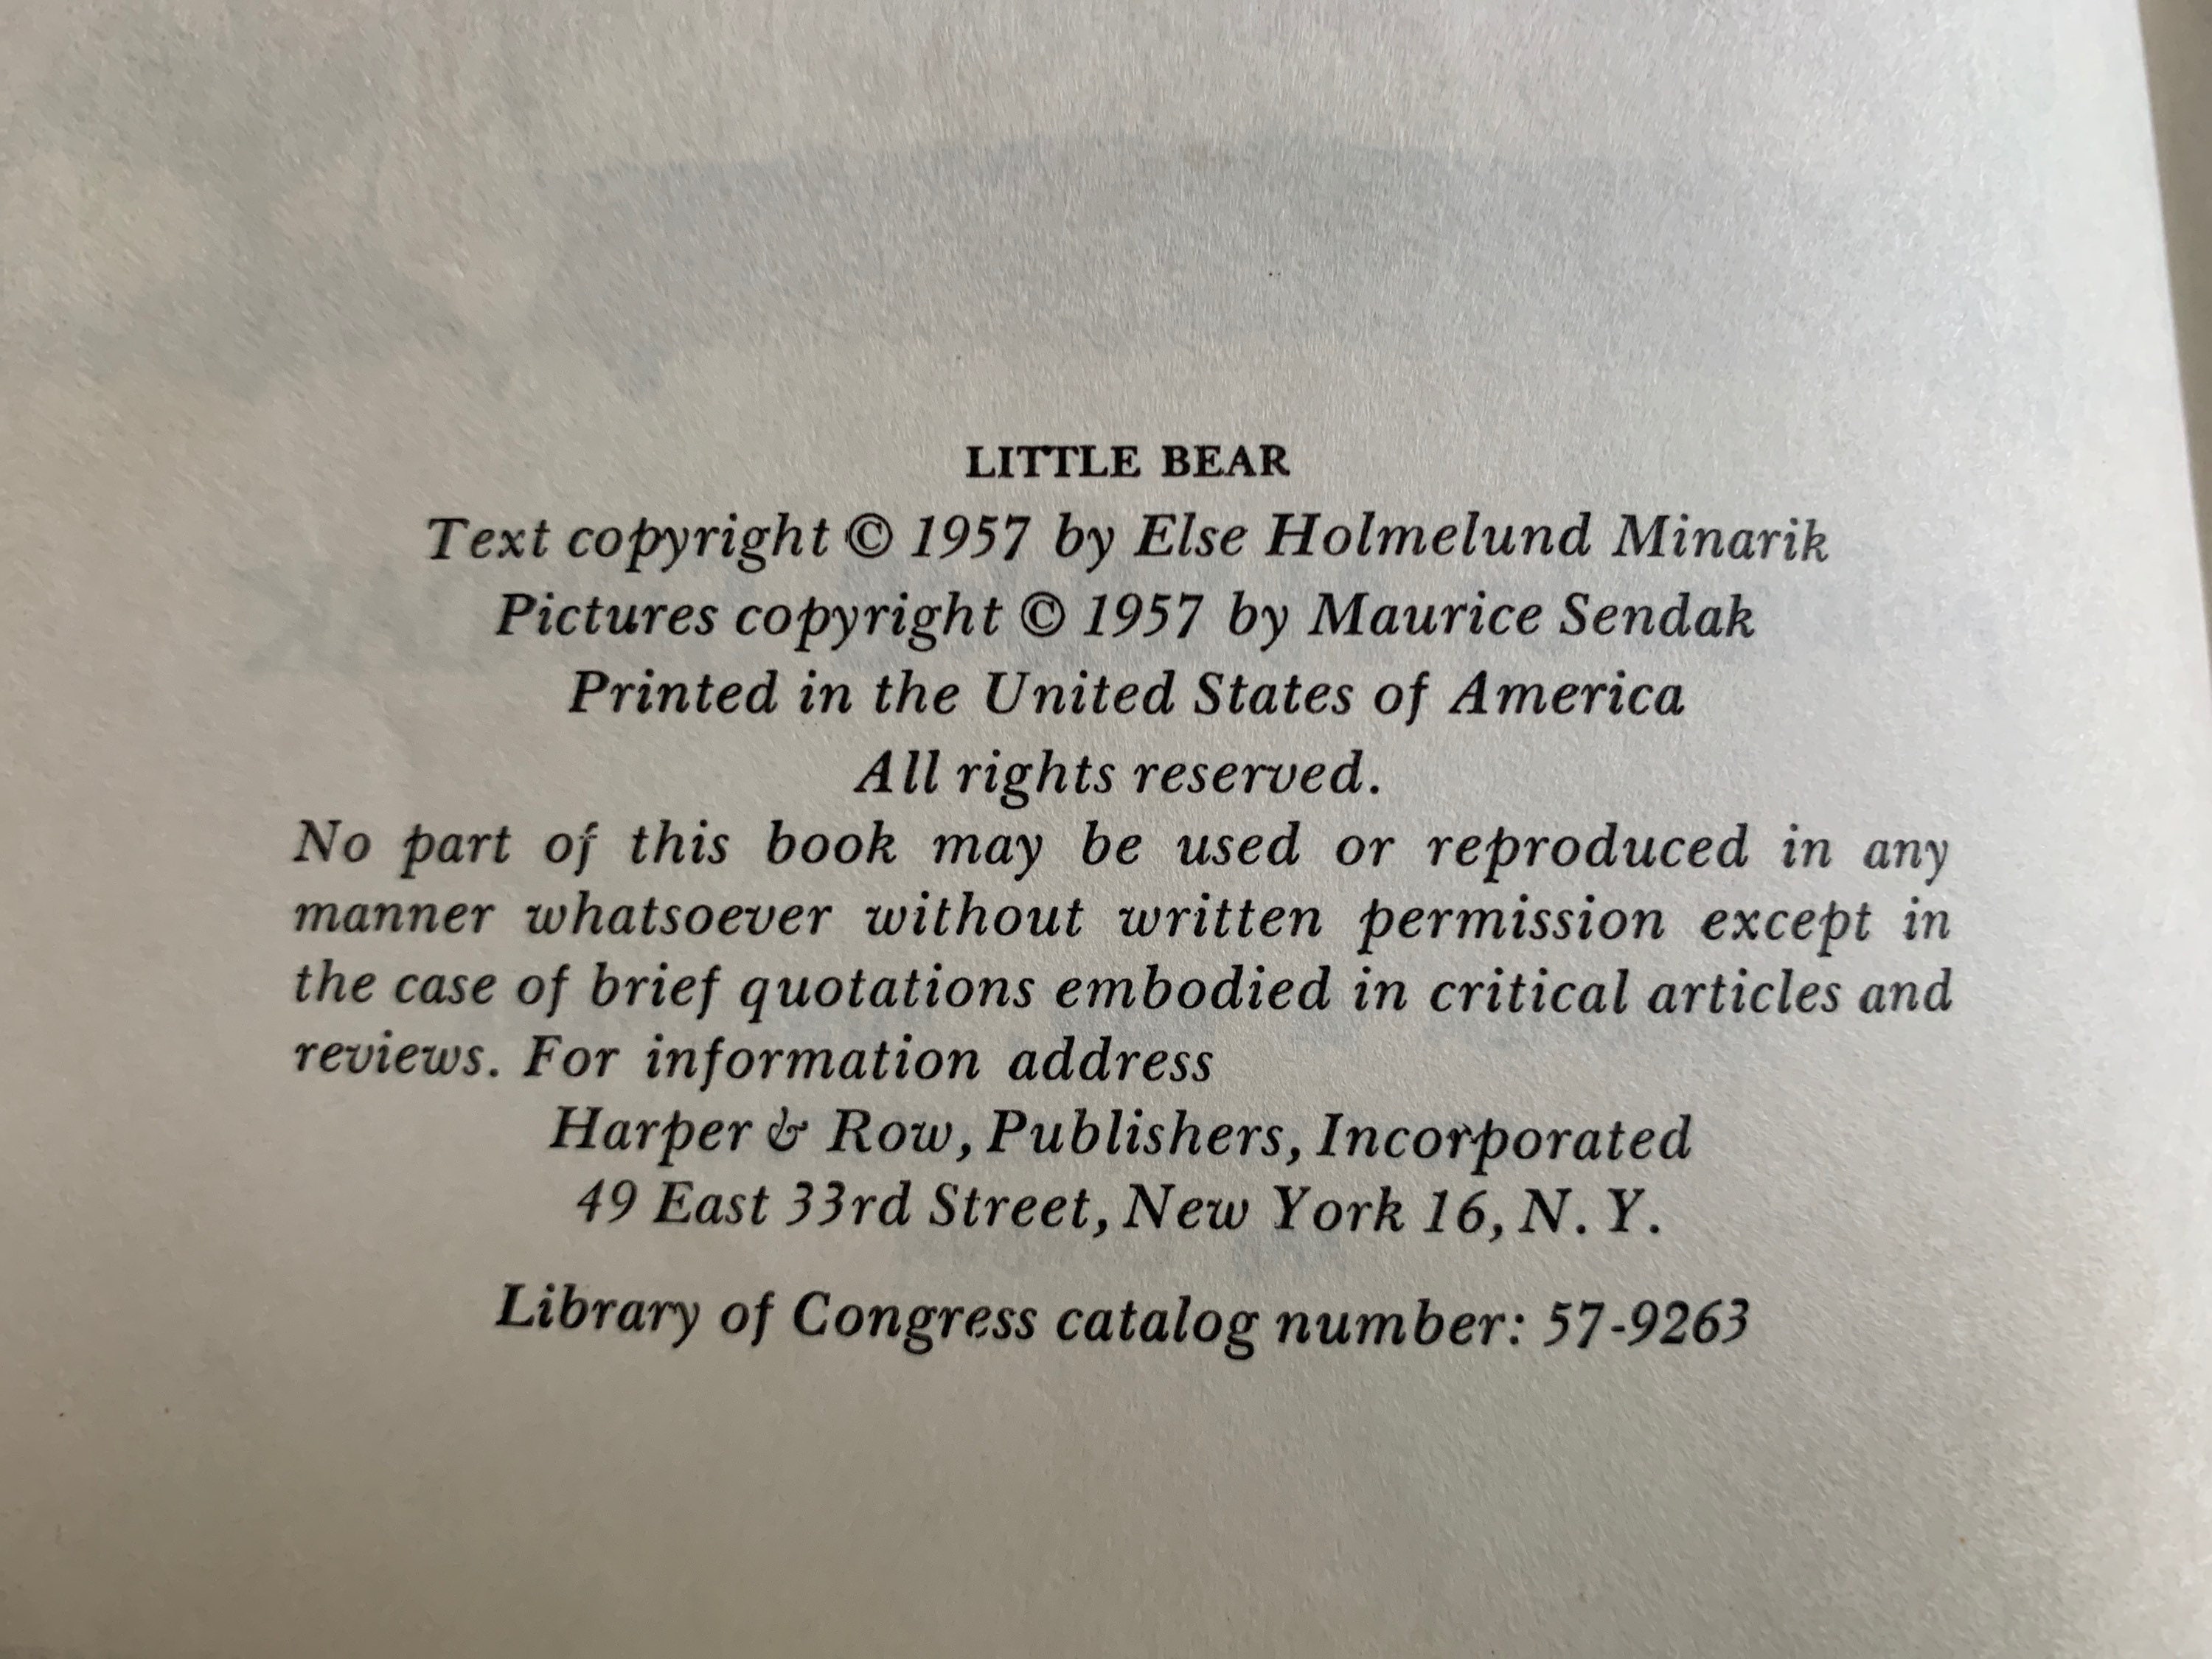 LITTLE BEAR
Text copyright © 1957 by Else Holmelund Minarik
Pictures copyright © 1957 by Maurice Sendak
Printed in the United States of America
All rights reserved.
No part of this book may be used or reproduced in any
manner whatsoever without written permission except in
the case of brief quotations embodied in critical articles and
reviews. For information address
Harper & Row, Publishers, Incorporated
49 East 33rd Street, New York 16, N. Y.
Library of Congress catalog number: 57-9263